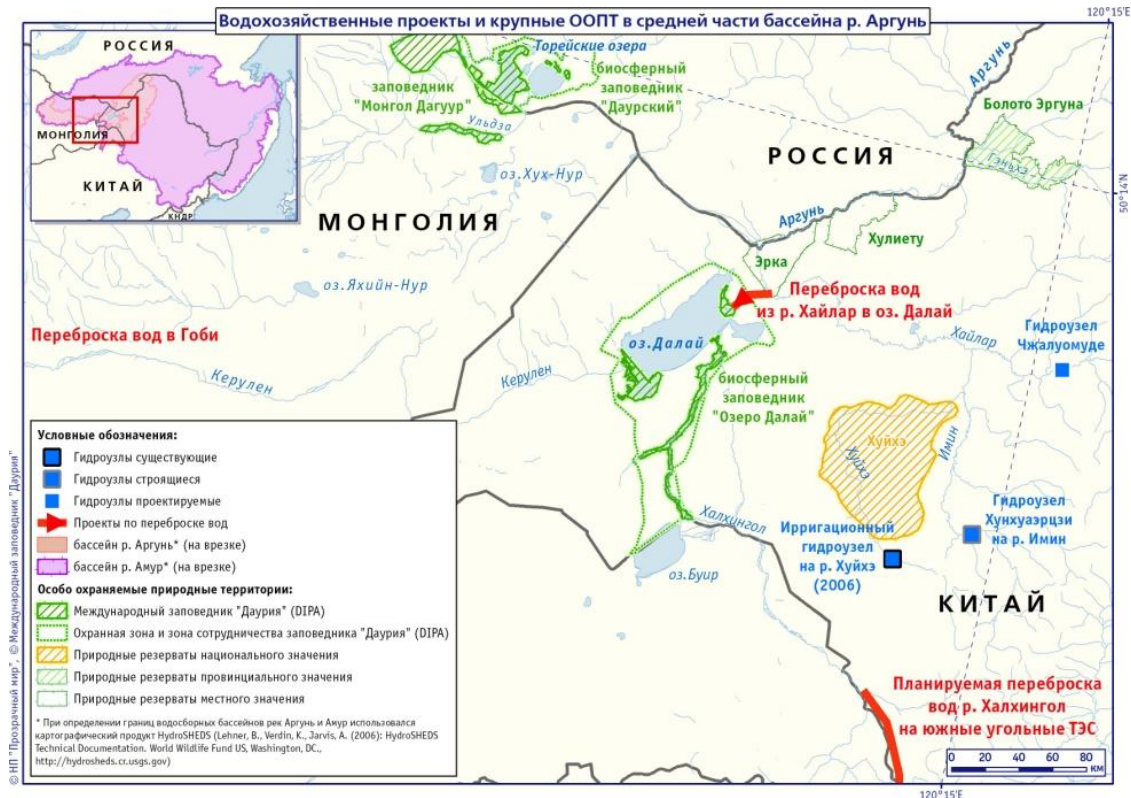 Водохозяйственные проекты и крупные ООПТ в средней части бассейна р. Аргунь
120°15'E
РОССИЯ
МОНГОЛИЯ
КИТАЙ
КНДР
заповедник
"Монгол Дагуур"
Торейские озера
биосферный
заповедник
"Даурский"
Ульдза
Аргунь
Болото Эргуна
Гэньхэ
50°14'N
РОССИЯ
оз.Хух-Нур
МОНГОЛИЯ
Аргунь
Хулиету
Эрка
оз.Яхийн-Нур
Переброска вод
из р. Хайлар в оз. Далай
Переброска вод в Гоби
оз.Далай
Хайлар
Гидроузел
Чжалуомуде
Керулен
Керулен
биосферный
заповедник
"Озеро Далай"
Хуйхэ
Хуйхэ
Имин
Халхингол
оз.Буир
Ирригационный
гидроузел
на р. Хуйхэ
(2006)
Гидроузел
Хунхуаэрцзи
на р. Имин
КИТАЙ
Планируемая переброска
вод р. Халхингол
на южные угольные ТЭС
Условные обозначения:
Гидроузлы существующие
Гидроузлы строящиеся
Гидроузлы проектируемые
Проекты по переброске вод
бассейн р. Аргунь* (на врезке)
бассейн р. Амур* (на врезке)
Особо охраняемые природные территории:
Международный заповедник "Даурия" (DIPA)
Охранная зона и зона сотрудничества заповедника "Даурия" (DIPA)
Природные резерваты национального значения
Природные резерваты провинциального значения
Природные резерваты местного значения
* При определении границ водосборных бассейнов рек Аргунь и Амур использовался
картографический продукт HydroSHEDS (Lehner, B., Verdin, K., Jarvis, A. (2006): HydroSHEDS
Technical Documentation. World Wildlife Fund US, Washington, DC.,
http://hydrosheds.cr.usgs.gov)
© НП "Прозрачный мир", © Международный заповедник "Даурия"
0 20 40 60 80
км
120°15'E